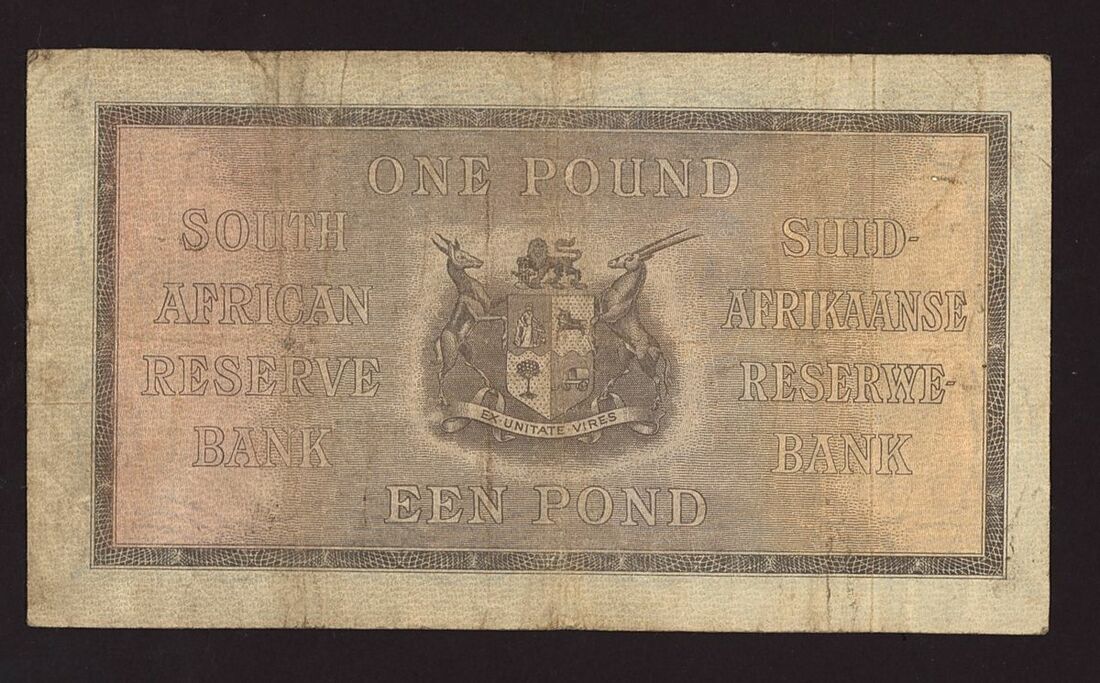 ONE POUND
SOUTH
AFRICAN
RESERVE
BANK
SUID-
AFRIKAANSE
RESERWE-
BANK
EX·UNITATE·VIRES
EEN POND